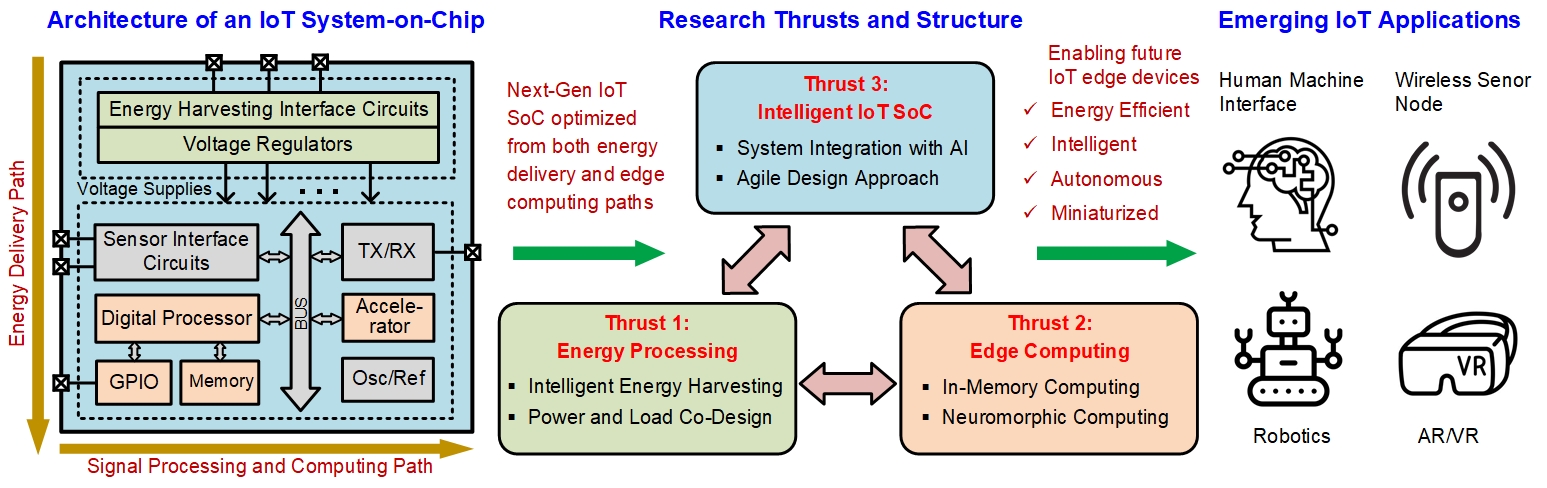 Architecture of an IoT System-on-Chip
Energy Delivery Path
Energy Harvesting Interface Circuits
Voltage Regulators
Voltage Supplies
...
Sensor Interface
Circuits
TX/RX
BUS
Digital Processor
Accele-
rator
GPIO
Memory
Osc/Ref
Signal Processing and Computing Path
Next-Gen IoT
SoC optimized
from both energy
delivery and edge
computing paths
Research Thrusts and Structure
Thrust 3:
Intelligent IoT SoC
▪ System Integration with AI
▪ Agile Design Approach
Thrust 1:
Energy Processing
▪ Intelligent Energy Harvesting
▪ Power and Load Co-Design
Thrust 2:
Edge Computing
▪ In-Memory Computing
▪ Neuromorphic Computing
Enabling future
IoT edge devices
✓ Energy Efficient
✓ Intelligent
✓ Autonomous
✓ Miniaturized
Emerging IoT Applications
Human Machine
Interface
Wireless Senor
Node
Robotics
VR
AR/VR